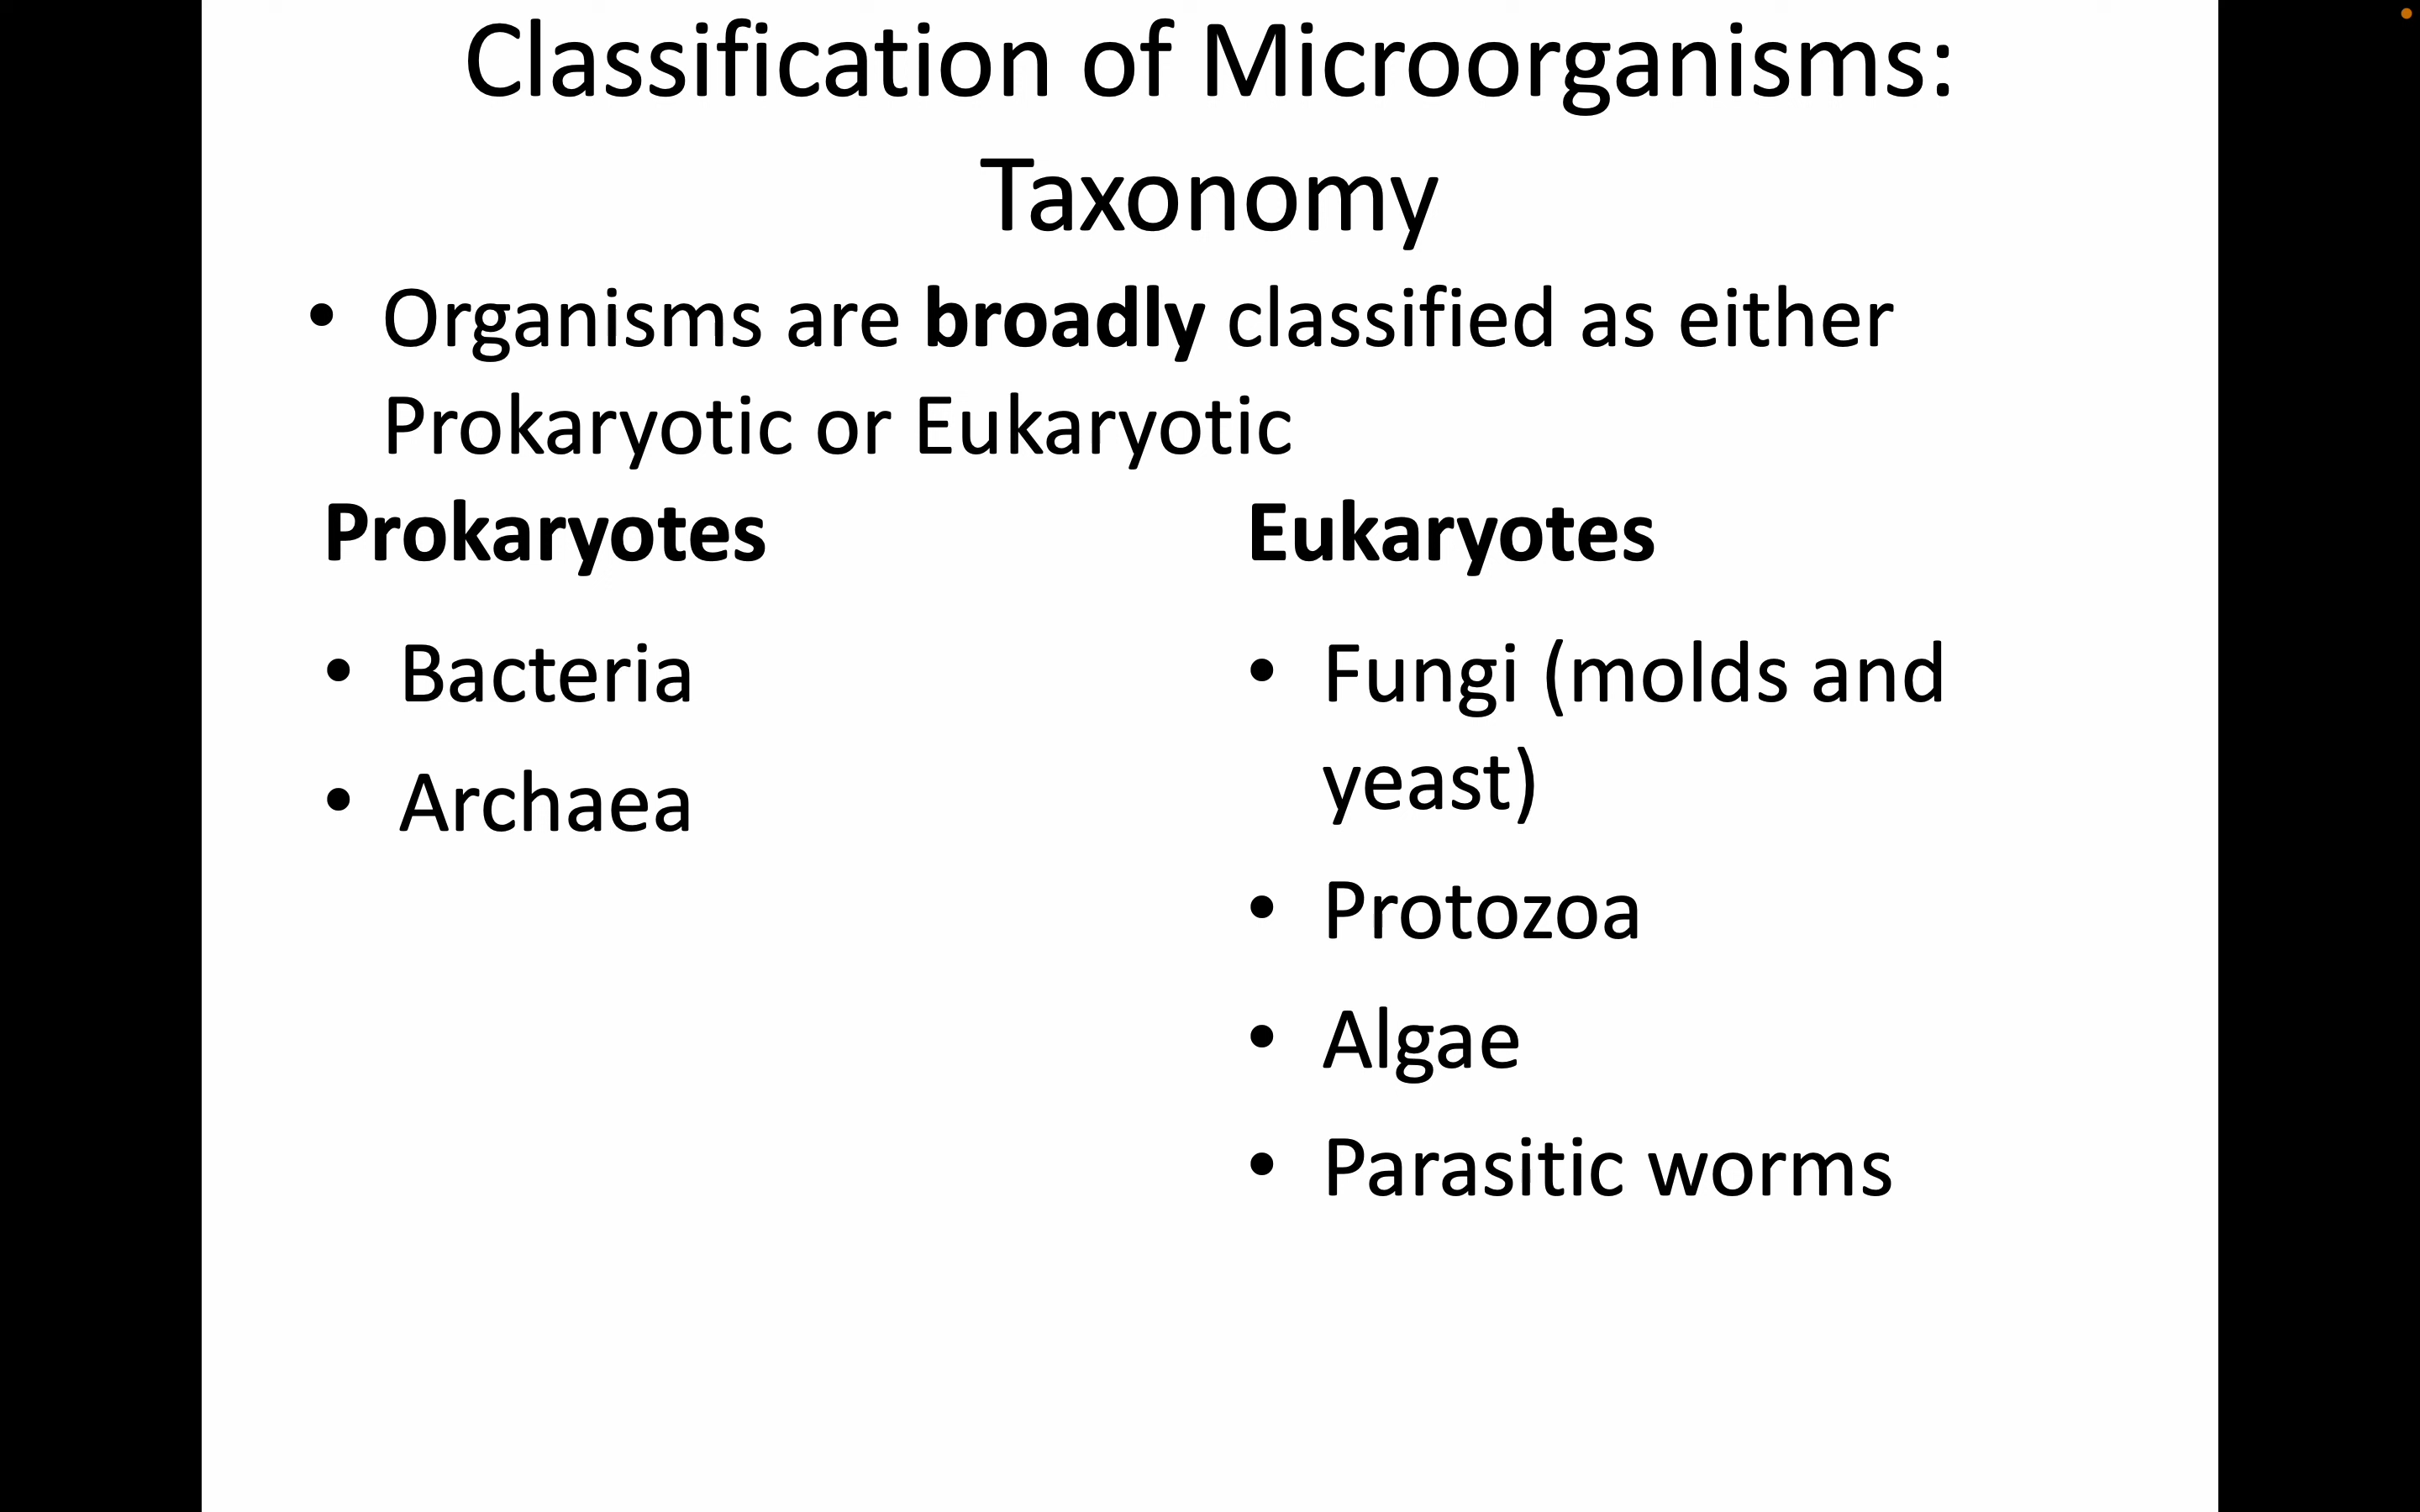 Classification of Microorganisms:
Taxonomy
• Organisms are broadly classified as either
Prokaryotic or Eukaryotic
Prokaryotes
• Bacteria
• Archaea
Eukaryotes
• Fungi (molds and
yeast)
• Protozoa
• Algae
• Parasitic worms